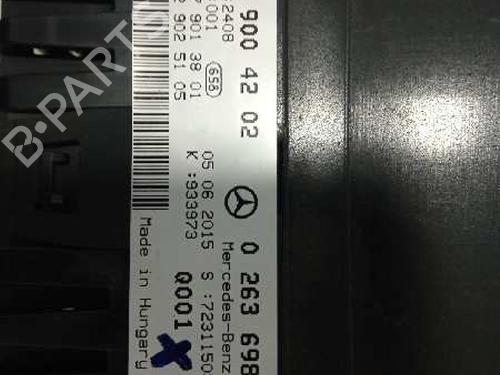 900 42 02
0 263 698
2408
001
901 38 01
902 51 05
658
05 08 2015
K :933973
Mercedes-Benz
S :7231150
Q001
Made in Hungary
B-PARTS